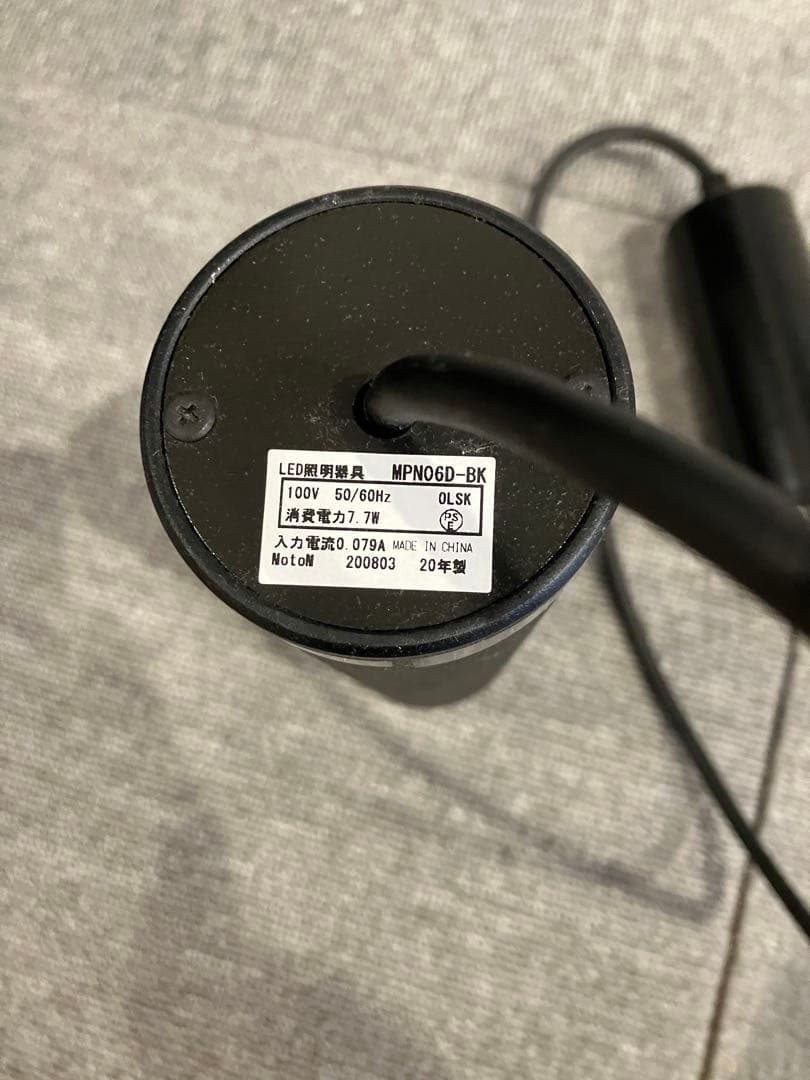 LED照明器具 MPN06D-BK
100V 50/60Hz OLSK
消費電力7.7W PSE
入力電流0.079A MADE IN CHINA
NotoN 200803 20年製